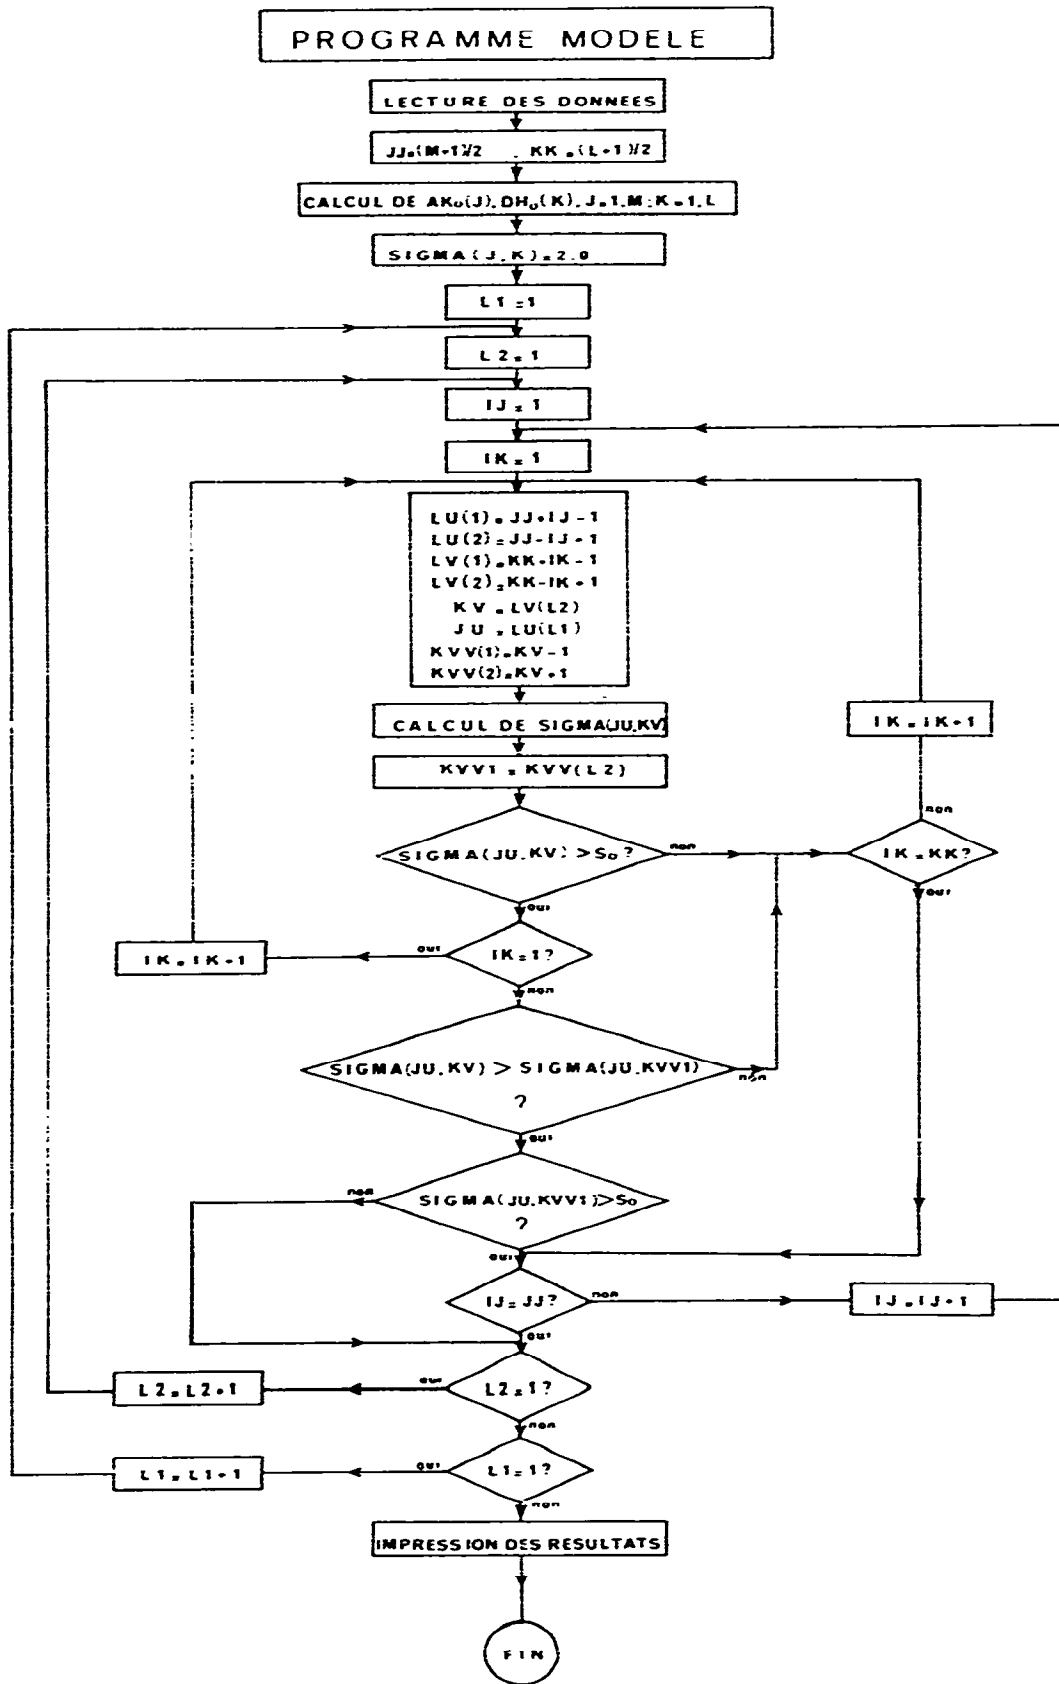 PROGRAMME MODELE
LECTURE DES DONNEES
JJ=(M+1)/2 . KK=(L+1)/2
CALCUL DE AKo(J),DHo(K),J=1,M;K=1,L
SIGMA(J,K)=2.0
L1=1
L2=1
IJ=1
IK=1
LU(1)=JJ+IJ-1
LU(2)=JJ-IJ+1
LV(1)=KK+IK-1
LV(2)=KK-IK+1
KV=LV(L2)
JU=LU(L1)
KVV(1)=KV-1
KVV(2)=KV+1
CALCUL DE SIGMA(JU,KV)
IK=IK+1
KVV1=KVV(L2)
non
SIGMA(JU,KV)>So?
non
IK=KK?
oui
oui
IK=IK+1
oui
IK=1?
non
SIGMA(JU,KV)>SIGMA(JU,KVV1)
?
non
oui
non
SIGMA(JU,KVV1)>So
?
oui
IJ=JJ?
non
IJ=IJ+1
oui
L2=L2+1
oui
L2=1?
non
L1=L1+1
oui
L1=1?
non
IMPRESSION DES RESULTATS
FIN